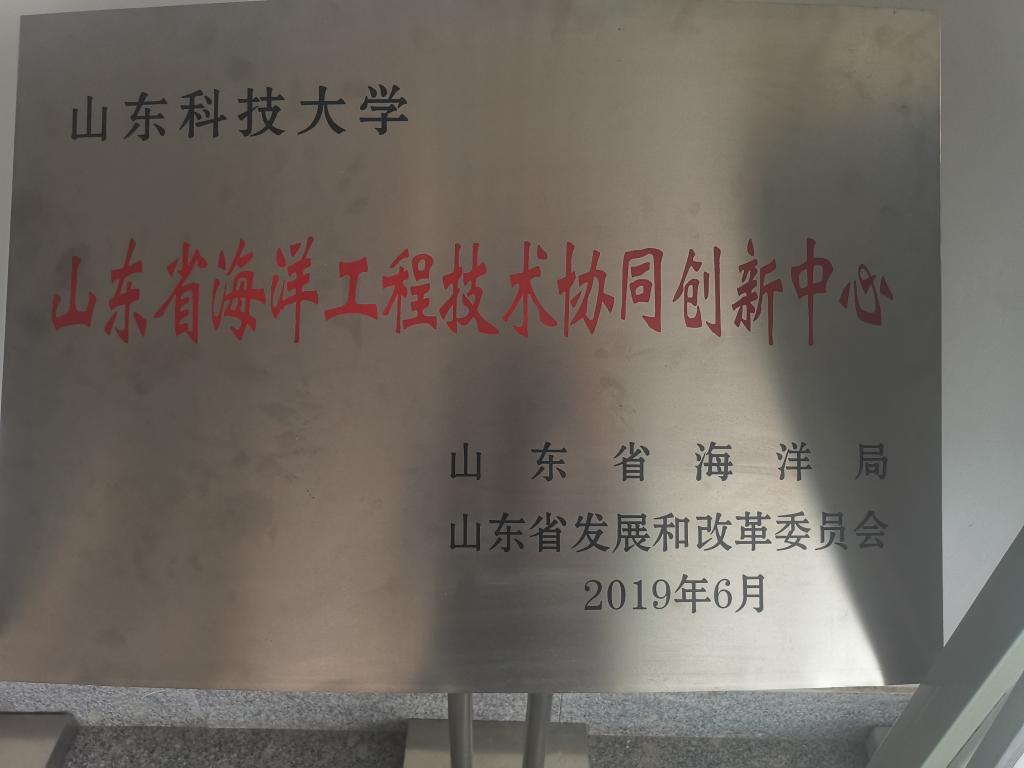 山东科技大学
山东省海洋工程技术协同创新中心
山东省海洋局
山东省发展和改革委员会
2019年6月